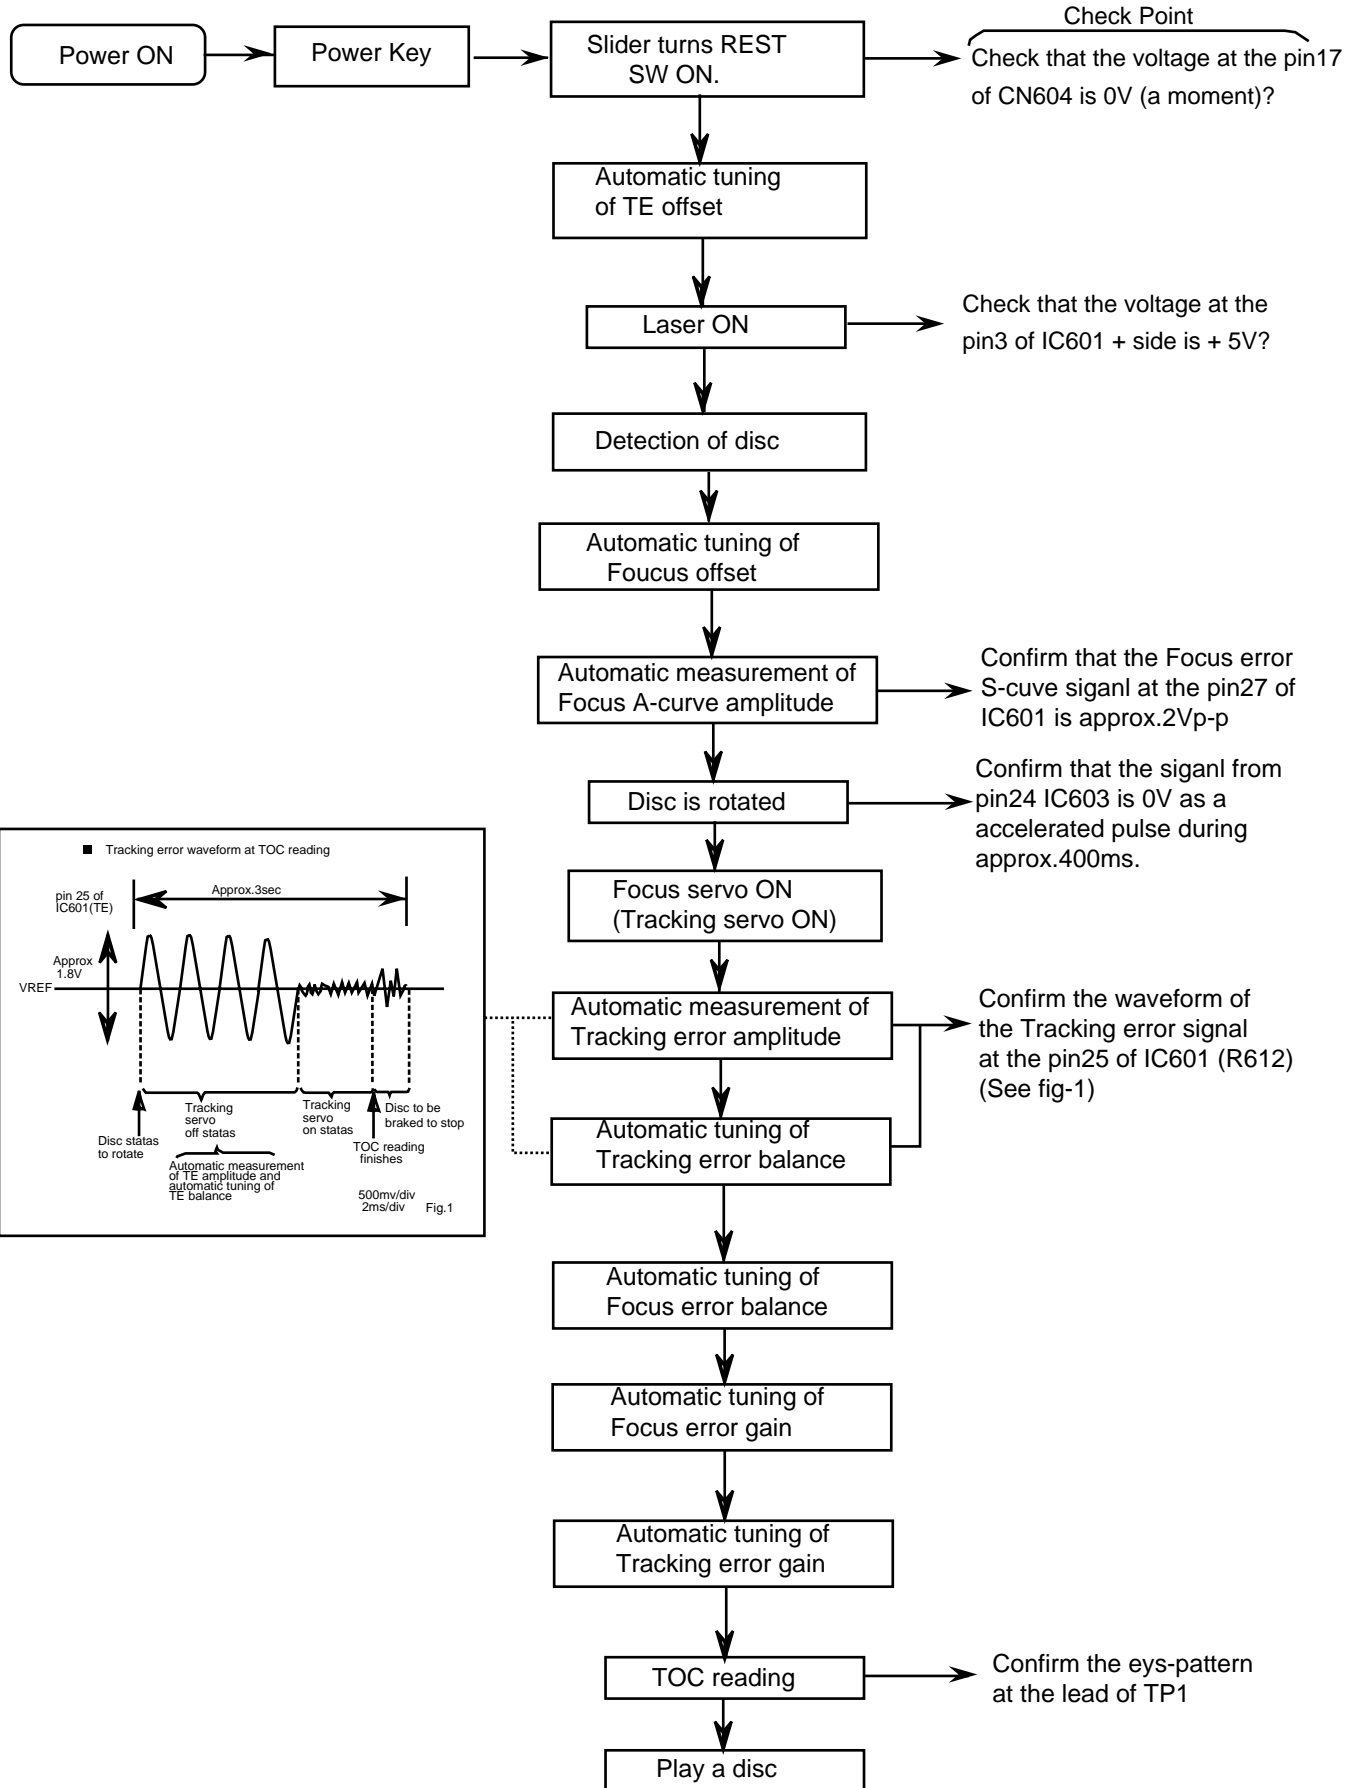 Check Point
Power ON
Power Key
Slider turns REST
SW ON.
Check that the voltage at the pin17
of CN604 is 0V (a moment)?
Automatic tuning
of TE offset
Laser ON
Check that the voltage at the
pin3 of IC601 + side is + 5V?
Detection of disc
Automatic tuning of
Foucus offset
Automatic measurement of
Focus A-curve amplitude
Confirm that the Focus error
S-cuve siganl at the pin27 of
IC601 is approx.2Vp-p
Disc is rotated
Confirm that the siganl from
pin24 IC603 is 0V as a
accelerated pulse during
approx.400ms.
Focus servo ON
(Tracking servo ON)
■ Tracking error waveform at TOC reading
pin 25 of
IC601(TE)
Approx.3sec
Approx
1.8V
VREF
Disc statas
to rotate
Tracking
servo
off statas
Tracking
servo
on statas
Disc to be
braked to stop
TOC reading
finishes
Automatic measurement
of TE amplitude and
automatic tuning of
TE balance
500mv/div
2ms/div
Fig.1
Automatic measurement of
Tracking error amplitude
Confirm the waveform of
the Tracking error signal
at the pin25 of IC601 (R612)
(See fig-1)
Automatic tuning of
Tracking error balance
Automatic tuning of
Focus error balance
Automatic tuning of
Focus error gain
Automatic tuning of
Tracking error gain
TOC reading
Confirm the eys-pattern
at the lead of TP1
Play a disc